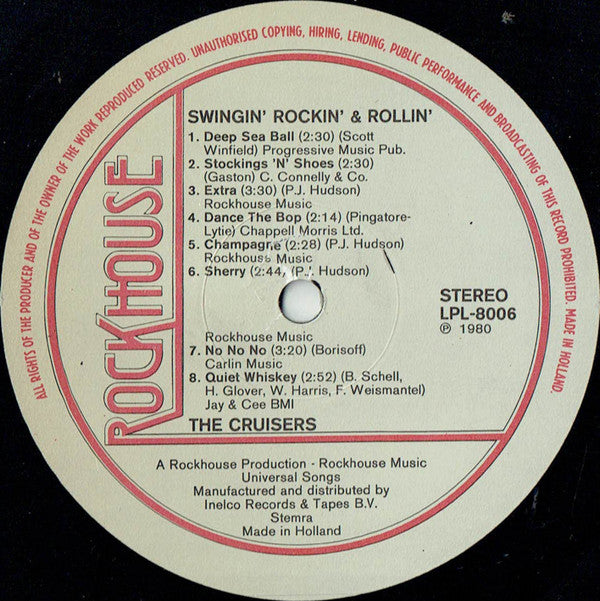 ALL RIGHTS OF THE PRODUCER AND OF THE OWNER OF THE WORK REPRODUCED RESERVED. UNAUTHORISED COPYING, HIRING, LENDING, PUBLIC PERFORMANCE AND BROADCASTING OF THIS RECORD PROHIBITED. MADE IN HOLLAND.
ROCKHOUSE
SWINGIN' ROCKIN' & ROLLIN'
1. Deep Sea Ball (2:30) (Scott
Winfield) Progressive Music Pub.
2. Stockings 'N' Shoes (2:30)
(Gaston) C. Connelly & Co.
3. Extra (3:30) (P.J. Hudson)
Rockhouse Music
4. Dance The Bop (2:14) (Pingatore-
Lytie) Chappell Morris Ltd.
5. Champagne (2:28) (P.J. Hudson)
Rockhouse Music
6. Sherry (2:44) (P.J. Hudson)
STEREO
LPL-8006
℗ 1980
Rockhouse Music
7. No No No (3:20) (Borisoff)
Carlin Music
8. Quiet Whiskey (2:52) (B. Schell,
H. Glover, W. Harris, F. Weismantel)
Jay & Cee BMI
THE CRUISERS
A Rockhouse Production - Rockhouse Music
Universal Songs
Manufactured and distributed by
Inelco Records & Tapes B.V.
Stemra
Made in Holland